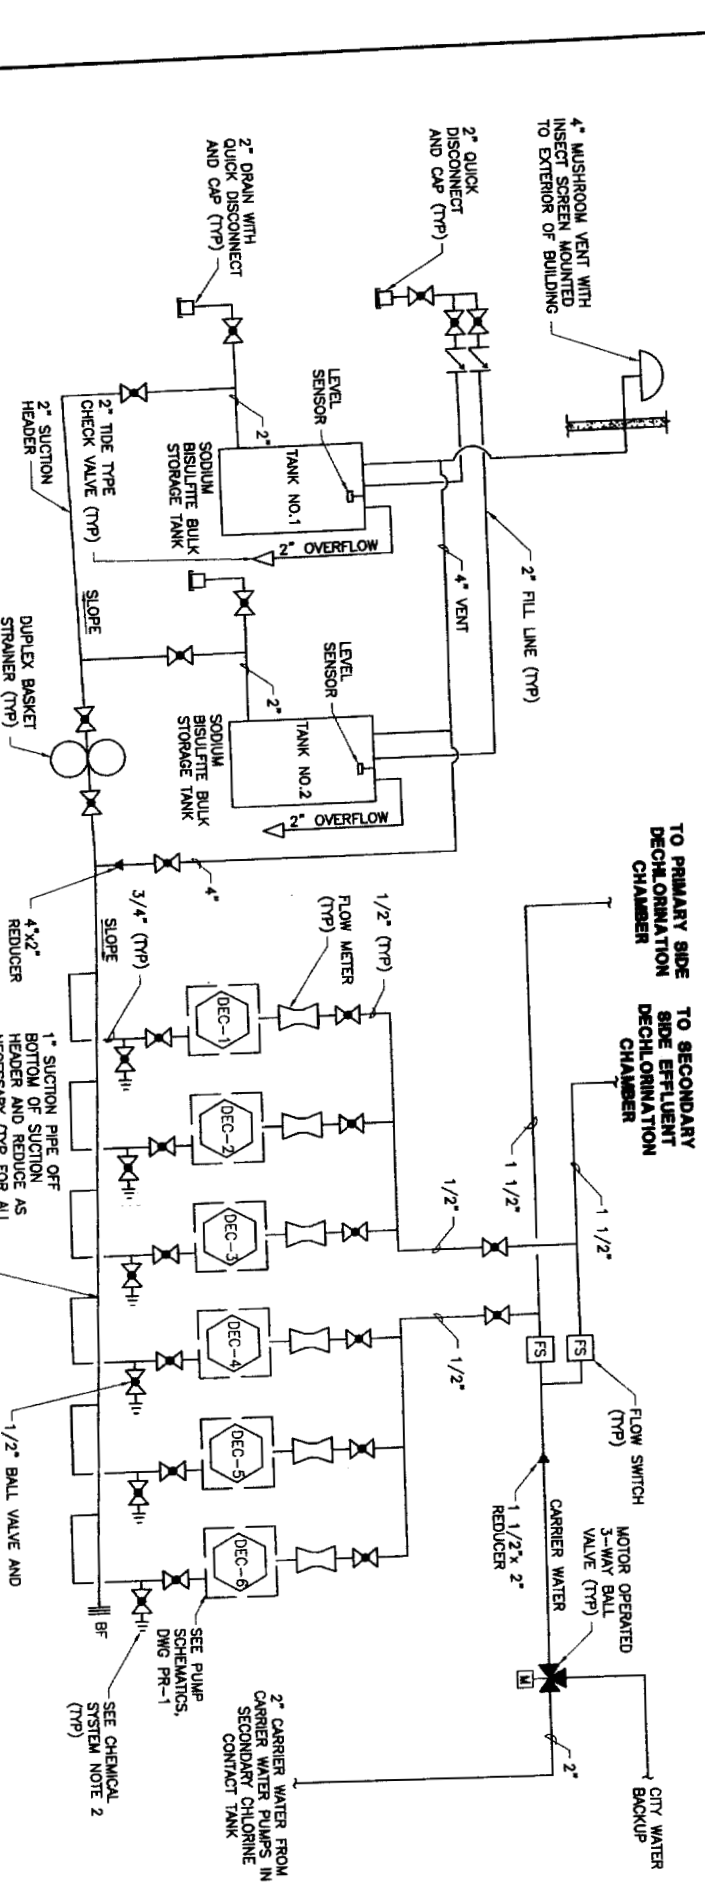 4" MUSHROOM VENT WITH
INSECT SCREEN MOUNTED
TO EXTERIOR OF BUILDING
2" QUICK
DISCONNECT
AND CAP (TYP)
2" DRAIN WITH
QUICK DISCONNECT
AND CAP (TYP)
2" FILL LINE (TYP)
4" VENT
LEVEL
SENSOR
TANK NO.1
2"
SODIUM
BISULFITE BULK
STORAGE TANK
2" OVERFLOW
2" TIDE TYPE
CHECK VALVE (TYP)
2" SUCTION
HEADER
SLOPE
LEVEL
SENSOR
TANK NO.2
2"
SODIUM
BISULFITE BULK
STORAGE TANK
2" OVERFLOW
DUPLEX BASKET
STRAINER (TYP)
4"
4"x2"
REDUCER
SLOPE
3/4" (TYP)
TO PRIMARY SIDE
DECHLORINATION
CHAMBER
TO SECONDARY
SIDE EFFLUENT
DECHLORINATION
CHAMBER
FLOW METER
(TYP)
1/2" (TYP)
DEC-1
DEC-2
DEC-3
DEC-4
DEC-5
DEC-6
1 1/2"
1 1/2"
1/2"
1/2"
FS
FS
FLOW SWITCH
(TYP)
1 1/2"x 2"
REDUCER
CARRIER WATER
MOTOR OPERATED
3-WAY BALL
VALVE (TYP)
M
2"
CITY WATER
BACKUP
2" CARRIER WATER FROM
CARRIER WATER PUMPS IN
SECONDARY CHLORINE
CONTACT TANK
SEE PUMP
SCHEMATICS,
DWG PR-1
SEE CHEMICAL
SYSTEM NOTE 2
(TYP)
BF
1" SUCTION PIPE OFF
BOTTOM OF SUCTION
HEADER AND REDUCE AS
NECESSARY (TYP FOR ALL
1/2" BALL VALVE AND